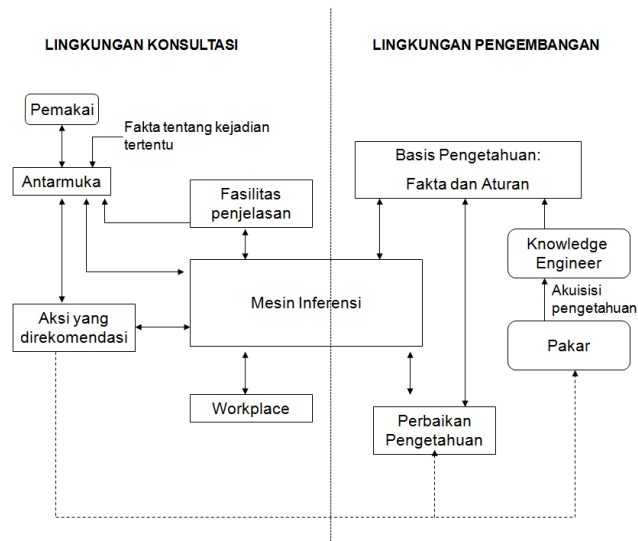 LINGKUNGAN KONSULTASI
LINGKUNGAN PENGEMBANGAN
Pemakai
Fakta tentang kejadian
tertentu
Antarmuka
Fasilitas
penjelasan
Basis Pengetahuan:
Fakta dan Aturan
Knowledge
Engineer
Akuisisi
pengetahuan
Mesin Inferensi
Aksi yang
direkomendasi
Pakar
Workplace
Perbaikan
Pengetahuan